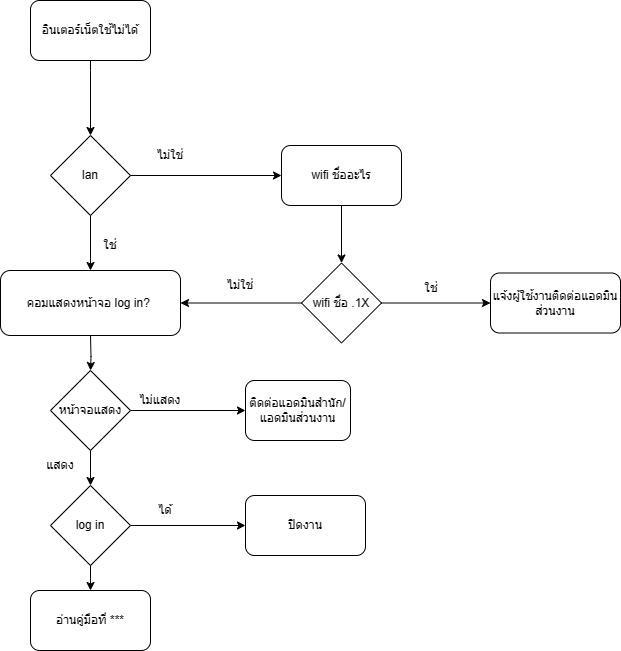 อินเตอร์เน็ตใช้ไม่ได้
lan
ไม่ใช่
wifi ชื่ออะไร
ใช่
คอมแสดงหน้าจอ log in?
ไม่ใช่
wifi ชื่อ .1X
ใช่
แจ้งผู้ใช้งานติดต่อแอดมิน
ส่วนงาน
หน้าจอแสดง
ไม่แสดง
ติดต่อแอดมินสำนัก/
แอดมินส่วนงาน
แสดง
log in
ได้
ปิดงาน
อ่านคู่มือที่ ***